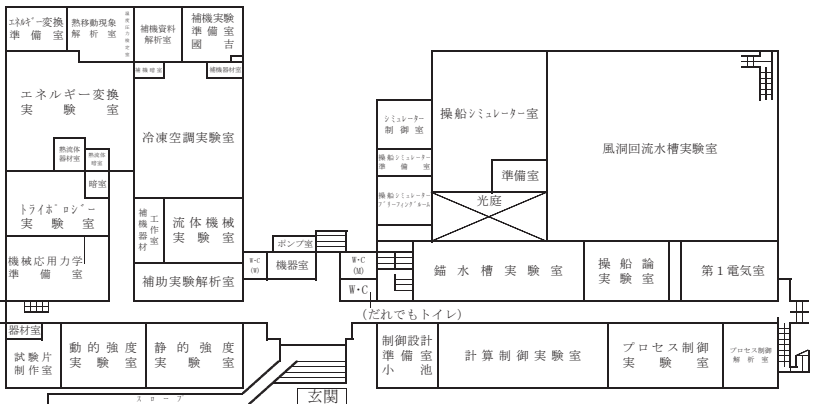 エネルギー変換
準備室
熱移動現象
解析室
補機資料
解析室
補機実験
準備室
國吉
補機暗室
補機器材室
エネルギー変換
実験室
冷凍空調実験室
熱流体
器材室
熱流体
暗室
暗室
トライボロジー
実験室
補機器材
工作室
流体機械
実験室
機械応用力学
準備室
補助実験解析室
W·C
(W)
ポンプ室
機器室
W·C
(M)
W·C
(だれでもトイレ)
シミュレーター
制御室
操船シミュレーター
準備室
操船シミュレーター
ブリーフィングルーム
操船シミュレーター室
準備室
光庭
風洞回流水槽実験室
錨水槽実験室
操船論
実験室
第1電気室
器材室
試験片
制作室
動的強度
実験室
静的強度
実験室
スロープ
玄関
制御設計
準備室
小池
計算制御実験室
プロセス制御
実験室
プロセス制御
解析室